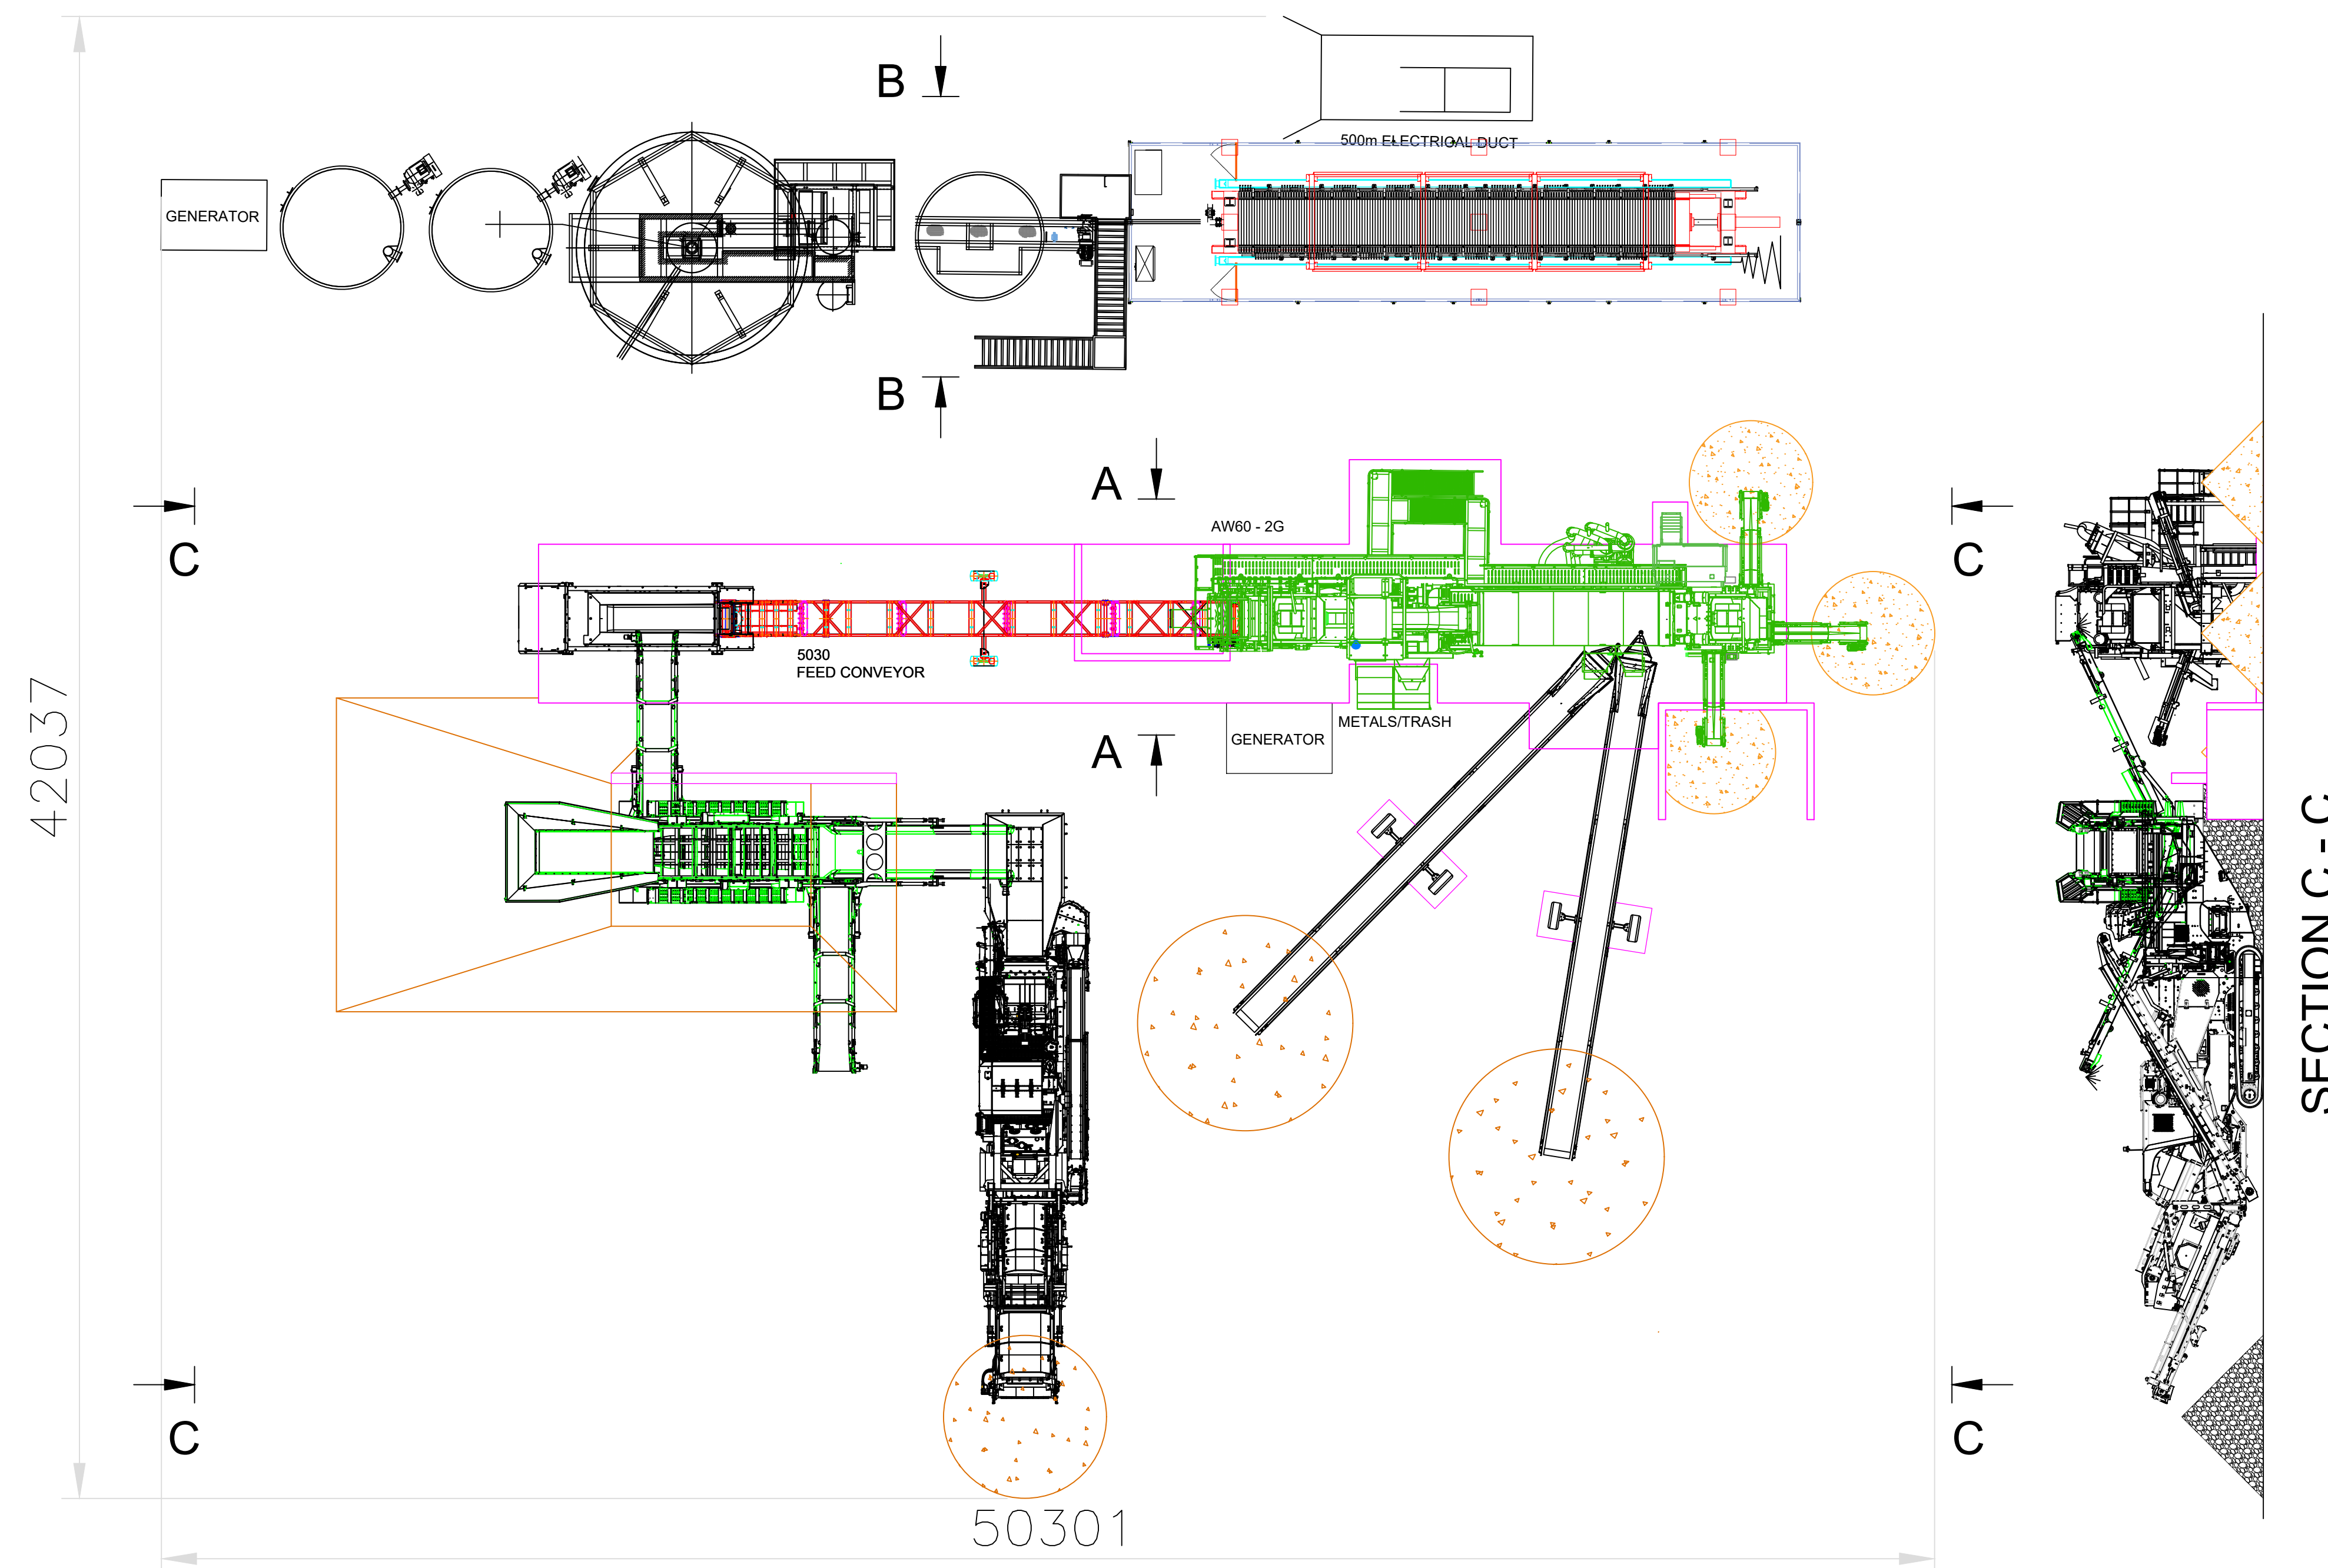 B
500m ELECTRICAL DUCT
GENERATOR
B
A
AW60 - 2G
C
C
5030
FEED CONVEYOR
METALS/TRASH
GENERATOR
A
42037
SECTION C - C
C
C
50301